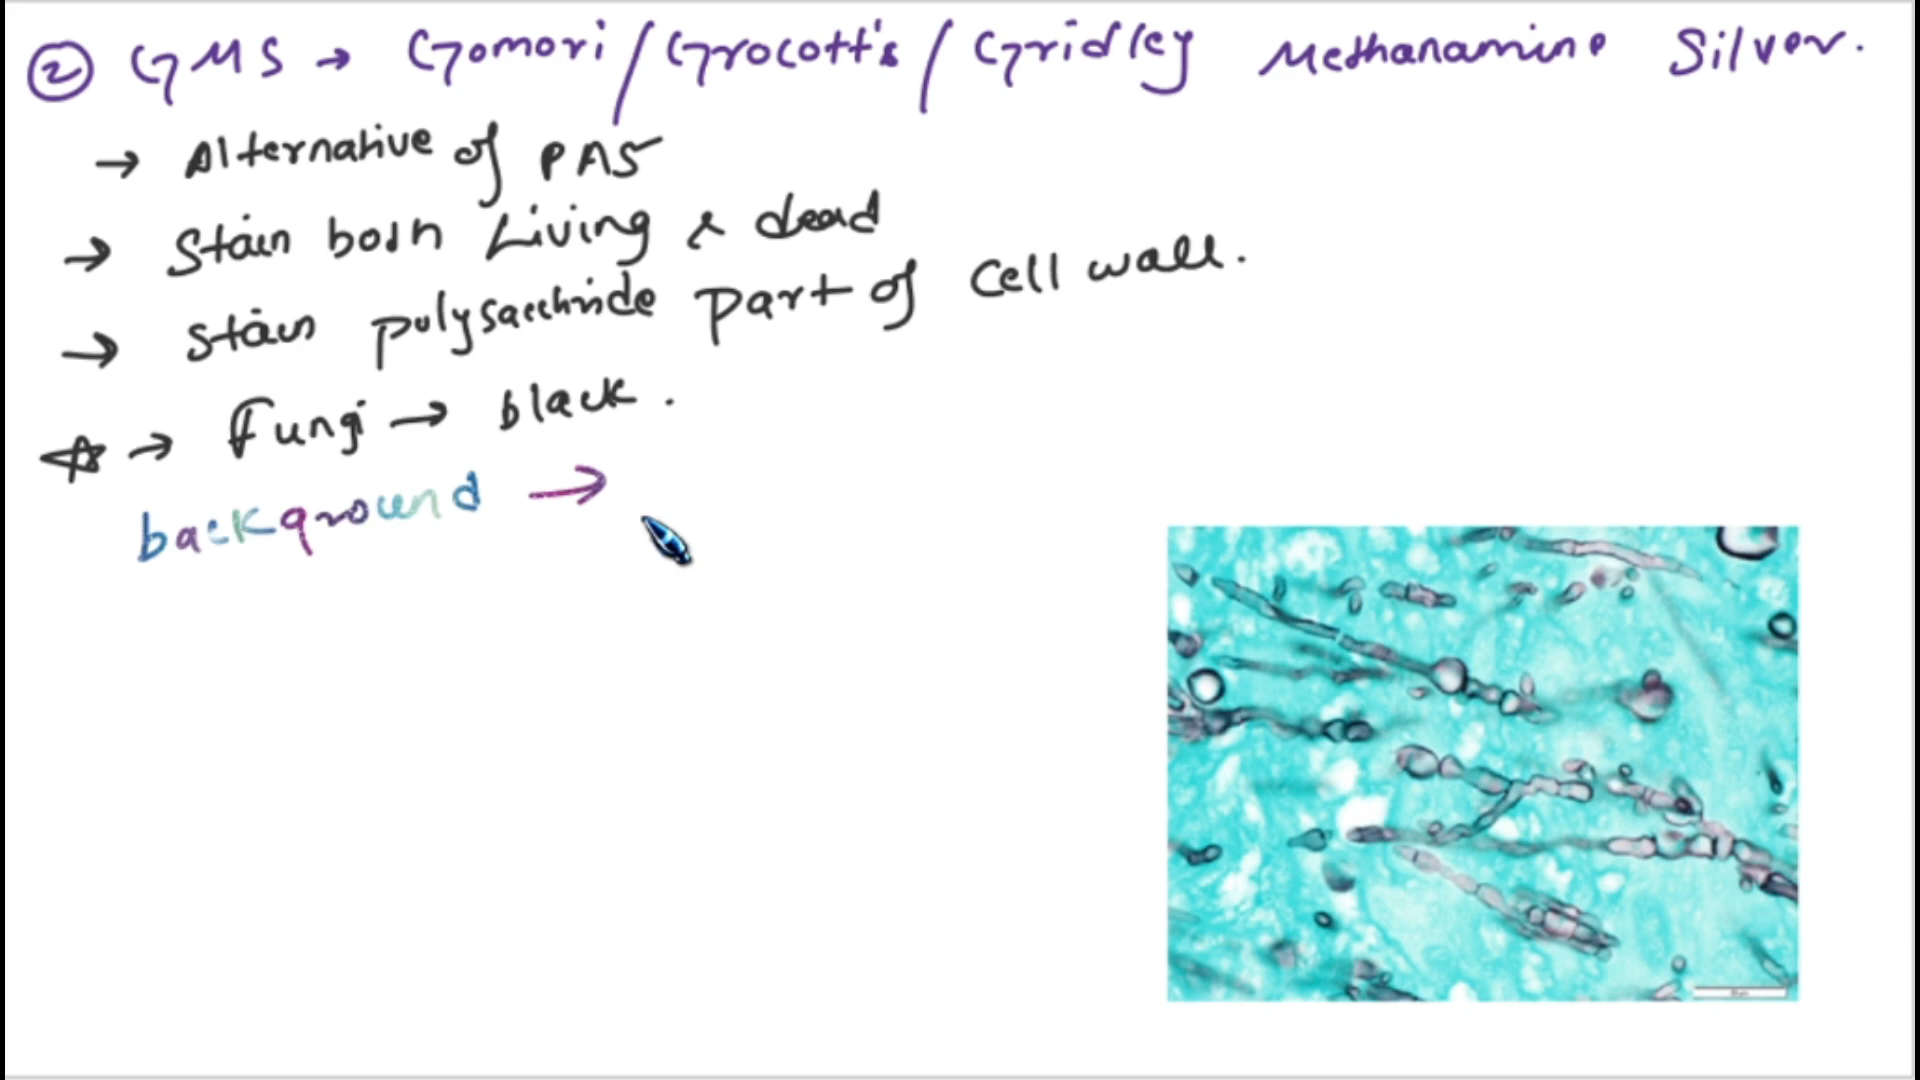 ② GMS → Gomori/Grocott's/Gridley Methanamine Silver.
→ Alternative of PAS
→ Stain both Living & dead
→ Stain polysacchride part of cell wall.
☆ → Fungi → black.
background →